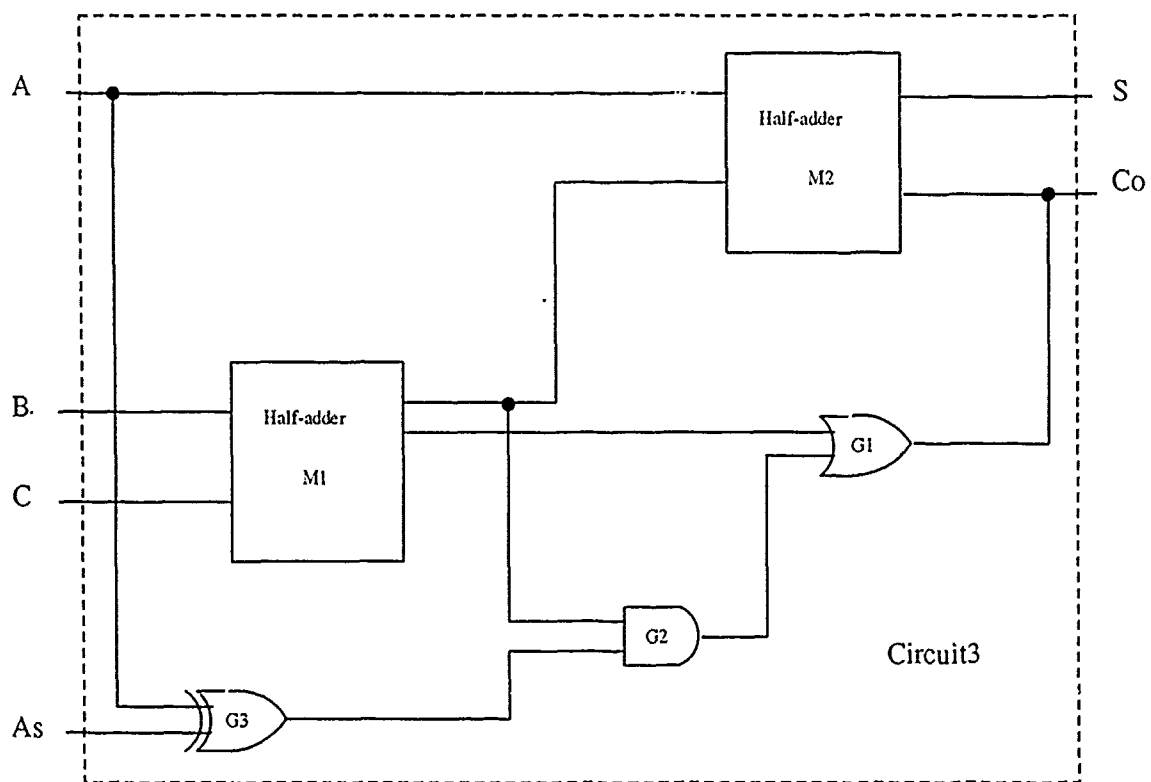 A
S
Half-adder
M2
Co
B.
Half-adder
M1
G1
C
G2
Circuit3
G3
As